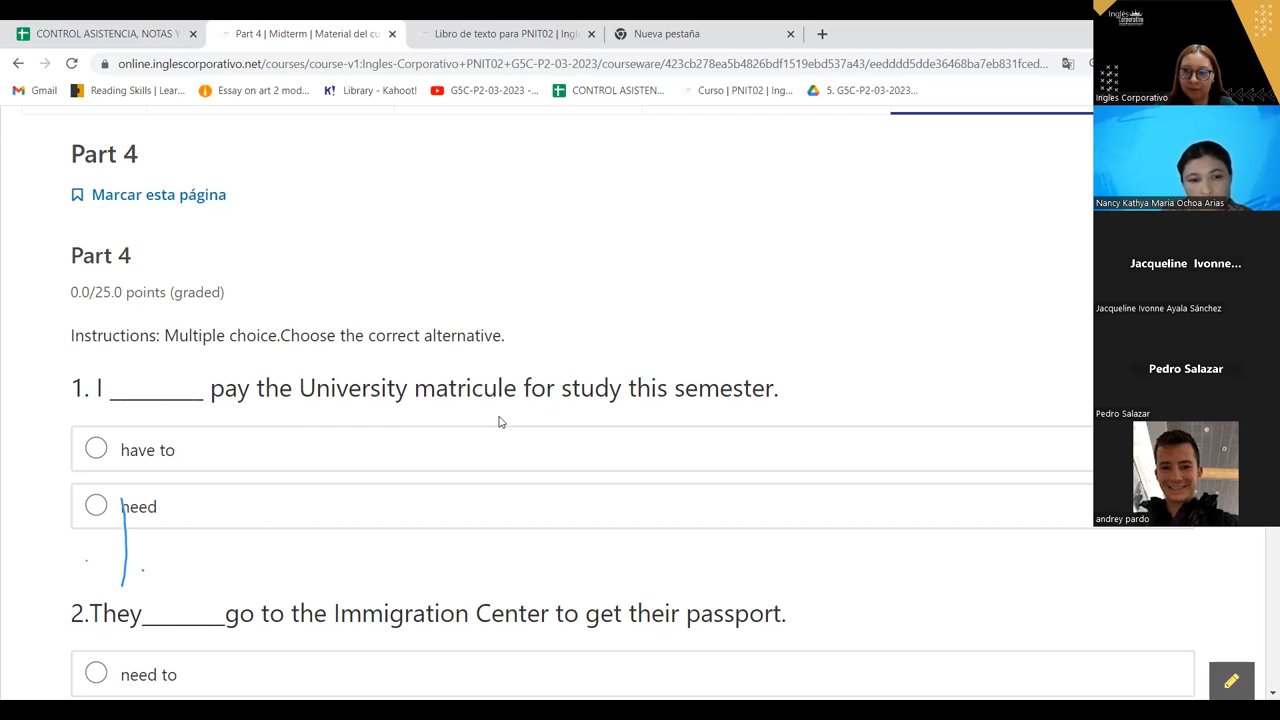 CONTROL ASISTENCIA, NOTAS Y
Part 4 | Midterm | Material del cu
Libro de texto para PNIT02 | Ingl
Nueva pestaña
online.inglescorporativo.net/courses/course-v1:Ingles-Corporativo+PNIT02+G5C-P2-03-2023/courseware/423cb278ea5b4826bdf1519ebd537a43/eedddd5dde36468ba7eb831fced...
Gmail
Reading Skills | Lear...
Essay on art 2 mod...
Library - Kahoot!
G5C-P2-03-2023 -...
CONTROL ASISTEN...
Curso | PNIT02 | Ing...
5. G5C-P2-03-2023...
Part 4
Marcar esta página
Part 4
0.0/25.0 points (graded)
Instructions: Multiple choice.Choose the correct alternative.
1. I ________ pay the University matricule for study this semester.
have to
need
2.They_______go to the Immigration Center to get their passport.
need to
Inglés
Corporativo
Ingles Corporativo
Nancy Kathya Maria Ochoa Arias
Jacqueline Ivonne...
Jacqueline Ivonne Ayala Sánchez
Pedro Salazar
Pedro Salazar
andrey pardo